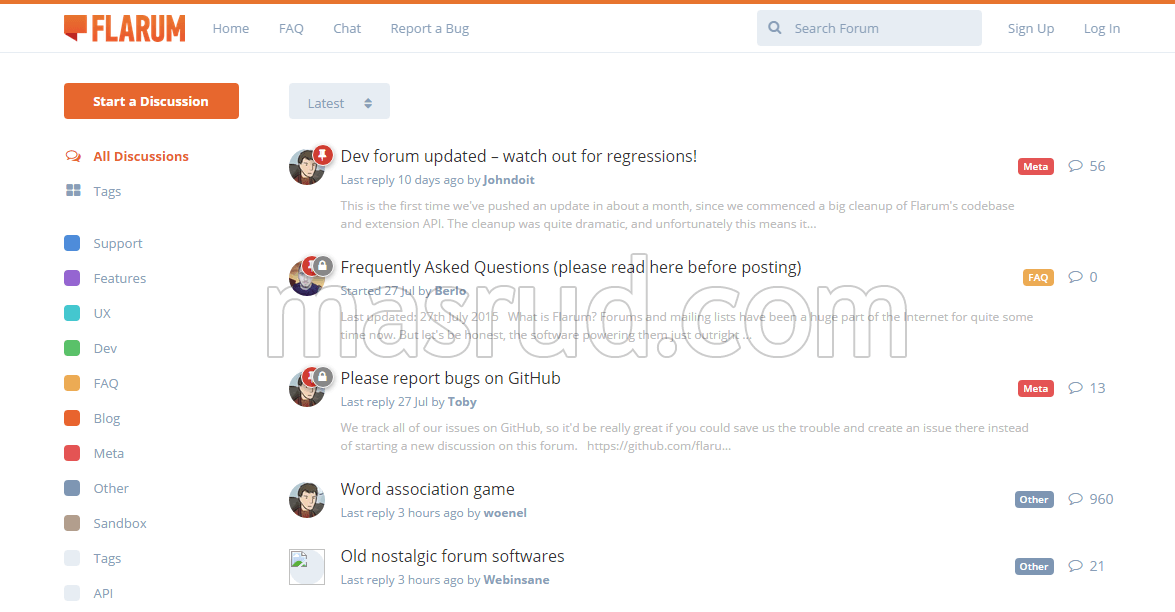 FLARUM Home FAQ Chat Report a Bug Search Forum Sign Up Log In
Start a Discussion
Latest
All Discussions
Tags
Support
Features
UX
Dev
FAQ
Blog
Meta
Other
Sandbox
Tags
API
Dev forum updated – watch out for regressions!
Meta 56
Last reply 10 days ago by Johndoit
This is the first time we've pushed an update in about a month, since we commenced a big cleanup of Flarum's codebase
and extension API. The cleanup was quite dramatic, and unfortunately this means it...
Frequently Asked Questions (please read here before posting)
FAQ 0
Started 27 Jul by Berlo
Last updated: 27th July 2015 What is Flarum? Forums and mailing lists have been a huge part of the Internet for quite some
time now. But let's be honest, the software powering them just outright ...
masrud.com
Please report bugs on GitHub
Meta 13
Last reply 27 Jul by Toby
We track all of our issues on GitHub, so it'd be really great if you could save us the trouble and create an issue there instead
of starting a new discussion on this forum. https://github.com/flaru...
Word association game
Other 960
Last reply 3 hours ago by woenel
Old nostalgic forum softwares
Other 21
Last reply 3 hours ago by Webinsane